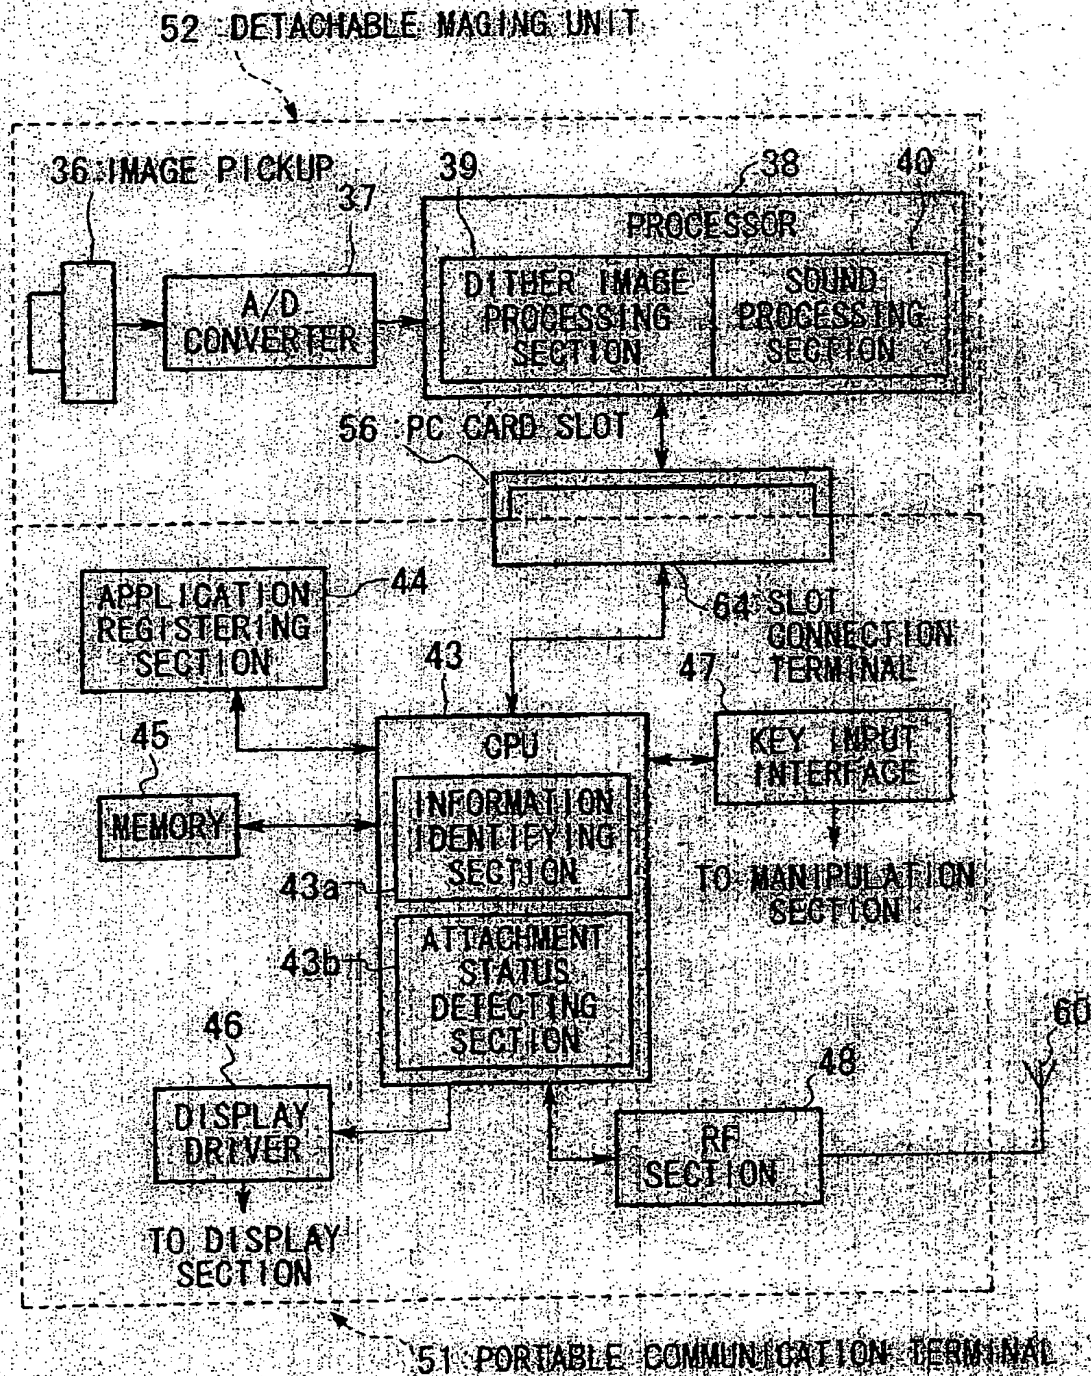 52 : DETACHABLE MAGING UNIT
36 : IMAGE PICKUP
37
39
38
40
PROCESSOR
A/D
CONVERTER
DITHER IMAGE
PROCESSING
SECTION
SOUND
PROCESSING
SECTION
56 : PC CARD SLOT
64 : SLOT
CONNECTION
TERMINAL
APPLICATION
REGISTERING
SECTION
44
43
47
45
CPU
KEY INPUT
INTERFACE
MEMORY
INFORMATION
IDENTIFYING
SECTION
43a
TO MANIPULATION
SECTION
ATTACHMENT
STATUS
DETECTING
SECTION
43b
46
48
60
DISPLAY
DRIVER
RF
SECTION
TO DISPLAY
SECTION
51 : PORTABLE COMMUNICATION TERMINAL